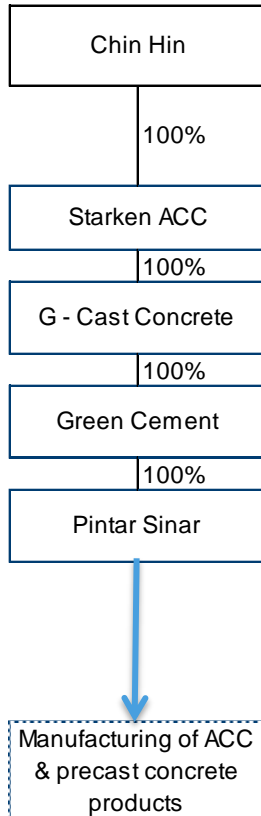 Chin Hin
100%
Starken ACC
100%
G - Cast Concrete
100%
Green Cement
100%
Pintar Sinar
Manufacturing of ACC
& precast concrete
products